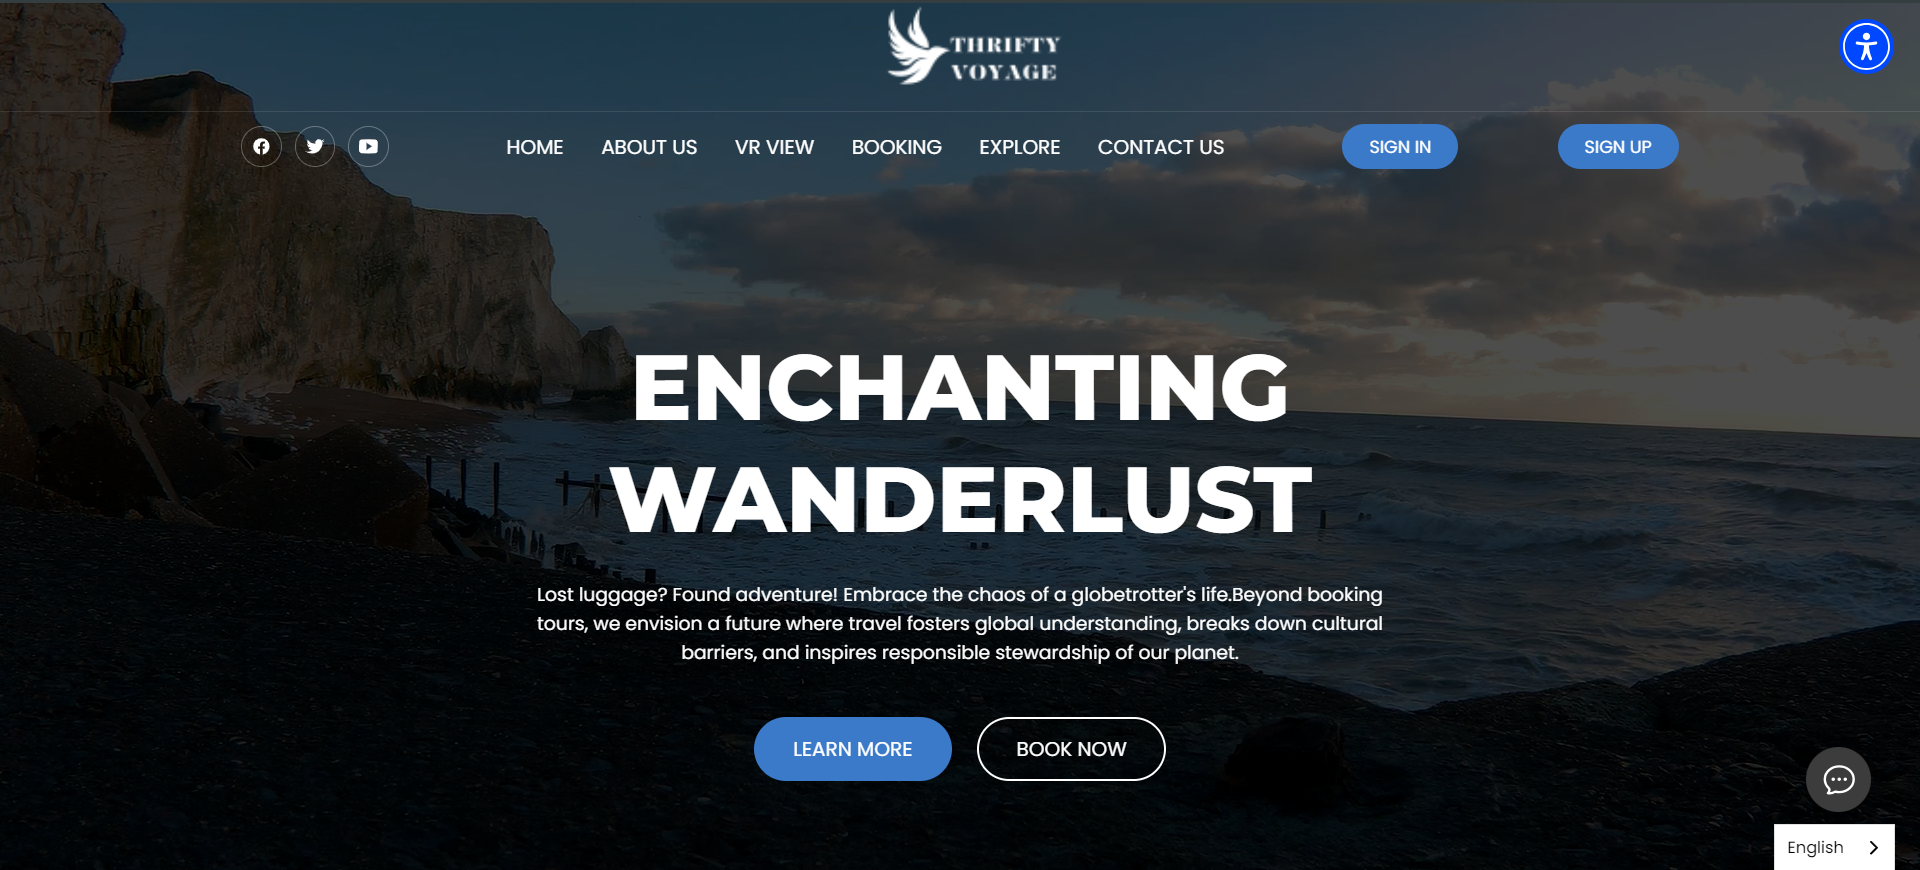 THRIFTY
VOYAGE
HOME ABOUT US VR VIEW BOOKING EXPLORE CONTACT US SIGN IN SIGN UP
ENCHANTING
WANDERLUST
Lost luggage? Found adventure! Embrace the chaos of a globetrotter's life.Beyond booking
tours, we envision a future where travel fosters global understanding, breaks down cultural
barriers, and inspires responsible stewardship of our planet.
LEARN MORE BOOK NOW
English